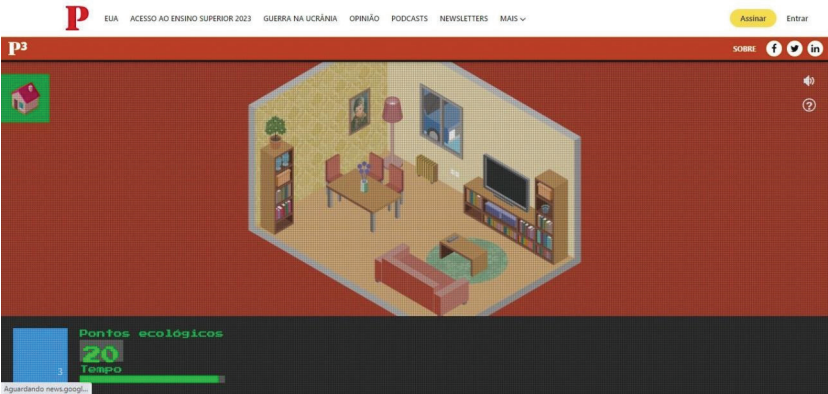 P
EUA ACESSO AO ENSINO SUPERIOR 2023 GUERRA NA UCRÂNIA OPINIÃO PODCASTS NEWSLETTERS MAIS
Assinar Entrar
P3
SOBRE f in
?
Pontos ecológicos
20
3 Tempo
Aguardando news.googl...